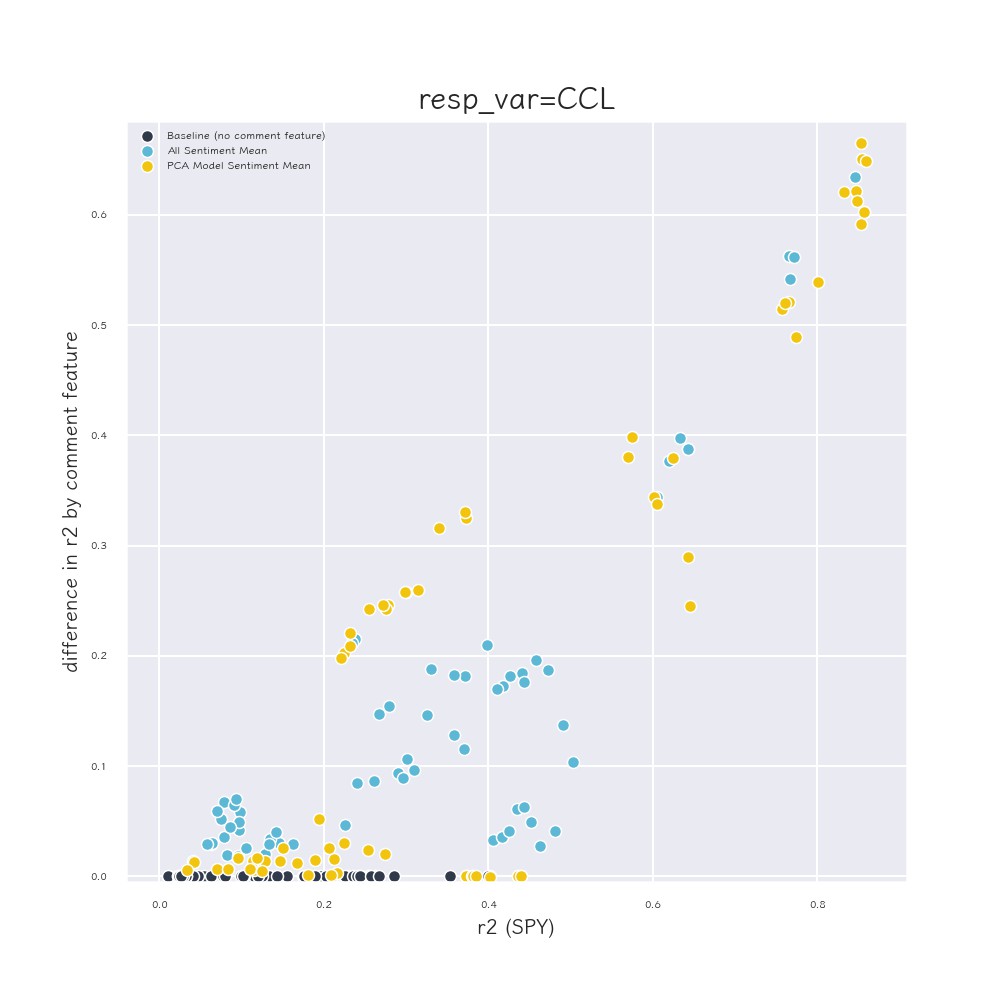 resp_var=CCL
Baseline (no comment feature)
All Sentiment Mean
PCA Model Sentiment Mean
difference in r2 by comment feature
0.6
0.5
0.4
0.3
0.2
0.1
0.0
0.0 0.2 0.4 0.6 0.8
r2 (SPY)